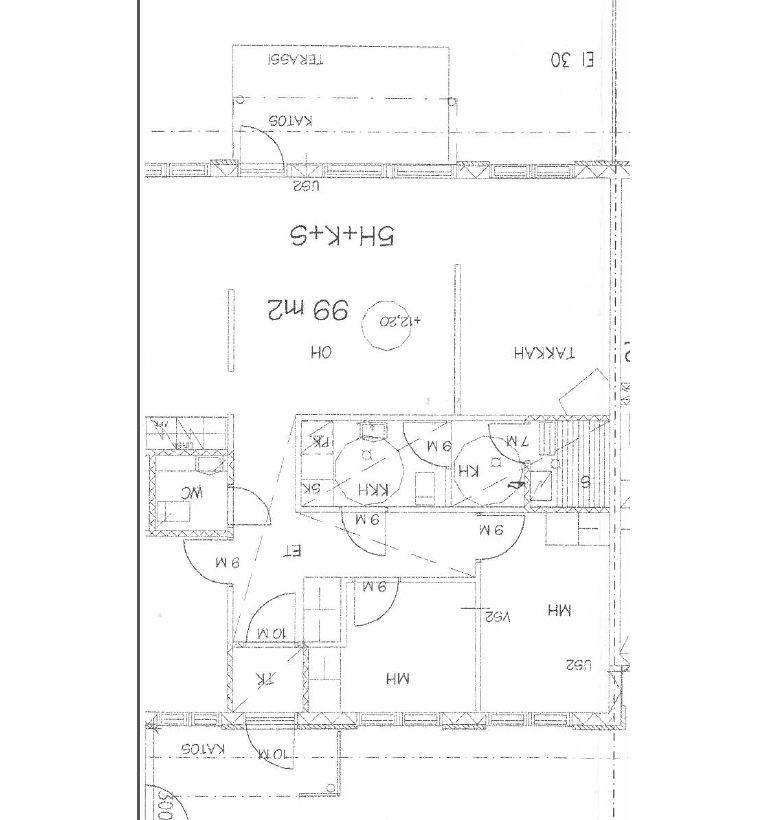 TERASSI
EI 30
KATOS
US2
5H+K+S
99 m2
+12,20
OH
TAKKAH
PK
9 M
7 M
KH
SK
KKH
S
WC
9 M
9 M
ET
9 M
9 M
MH
VS2
10 M
US2
TK
MH
KATOS
10 M
500